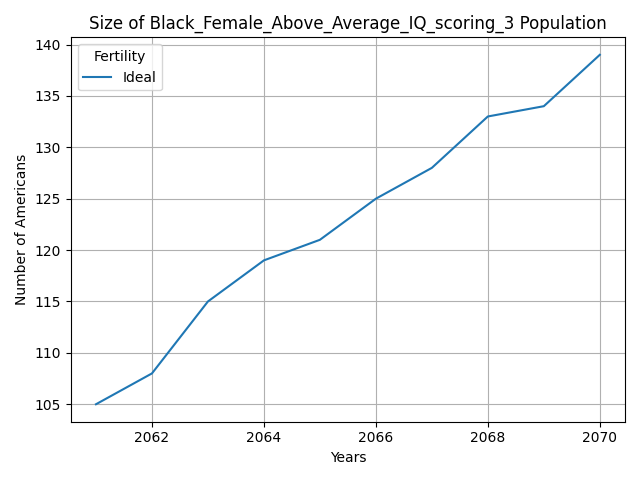 Size of Black_Female_Above_Average_IQ_scoring_3 Population
Fertility
Ideal
140
135
130
125
120
115
110
105
Number of Americans
2062
2064
2066
2068
2070
Years